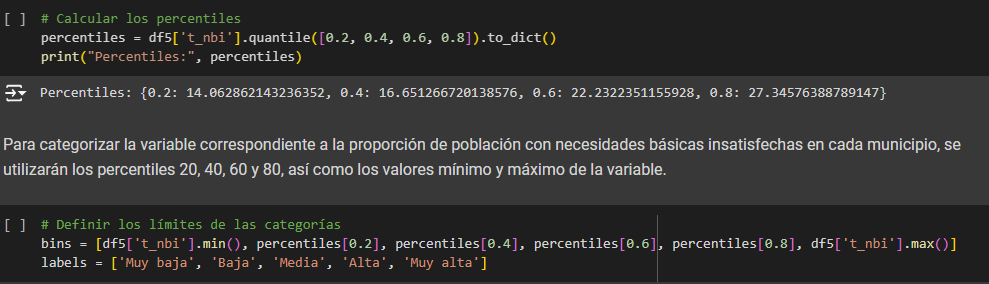 [ ] # Calcular los percentiles
percentiles = df5['t_nbi'].quantile([0.2, 0.4, 0.6, 0.8]).to_dict()
print("Percentiles:", percentiles)
Percentiles: {0.2: 14.062862143236352, 0.4: 16.651266720138576, 0.6: 22.2322351155928, 0.8: 27.34576388789147}
Para categorizar la variable correspondiente a la proporción de población con necesidades básicas insatisfechas en cada municipio, se
utilizarán los percentiles 20, 40, 60 y 80, así como los valores mínimo y máximo de la variable.
[ ] # Definir los límites de las categorías
bins = [df5['t_nbi'].min(), percentiles[0.2], percentiles[0.4], percentiles[0.6], percentiles[0.8], df5['t_nbi'].max()]
labels = ['Muy baja', 'Baja', 'Media', 'Alta', 'Muy alta']